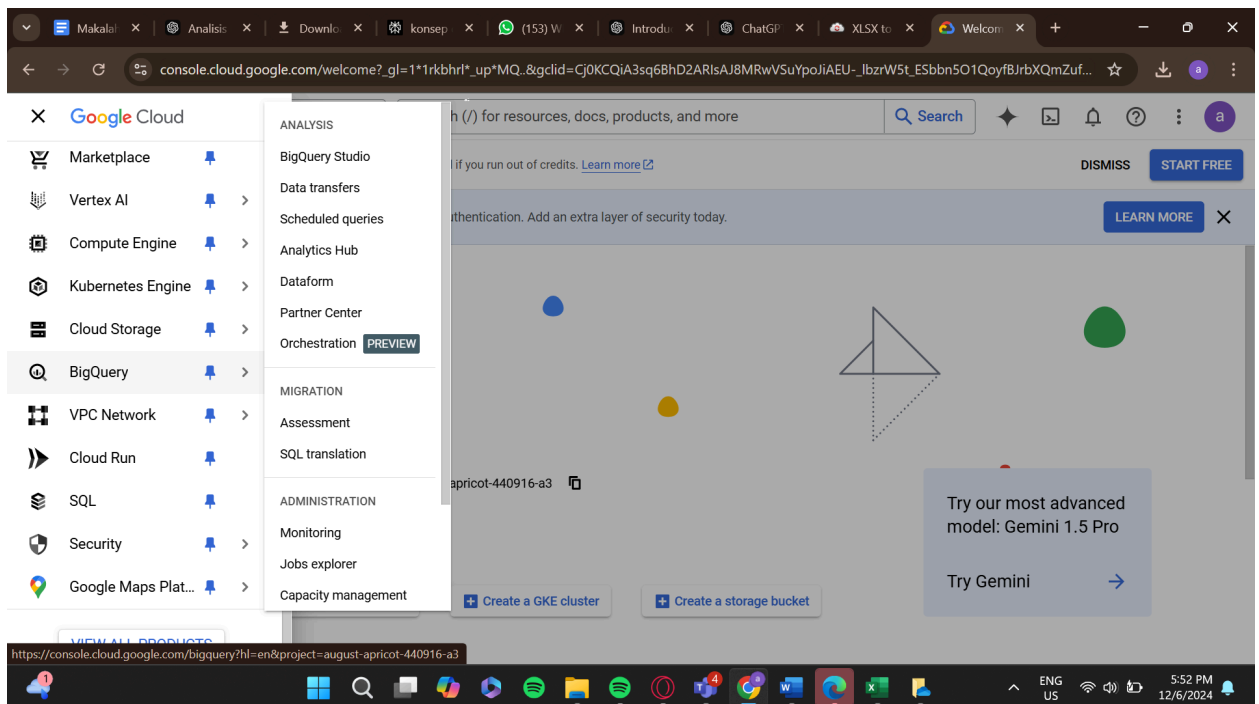 Makalah
Analisis
Downlo
konsep
(153) W
Introdu
ChatGP
XLSX to
Welcom
console.cloud.google.com/welcome?_gl=1*1rkbhrl*_up*MQ..&gclid=Cj0KCQiA3sq6BhD2ARIsAJ8MRwVSuYpoJiAEU-_lbzrW5t_ESbbn5O1QoyfBJrbXQmZuf...
a
Google Cloud
h (/) for resources, docs, products, and more
Search
a
l if you run out of credits. Learn more
DISMISS
START FREE
uthentication. Add an extra layer of security today.
LEARN MORE
Marketplace
Vertex AI
Compute Engine
Kubernetes Engine
Cloud Storage
BigQuery
VPC Network
Cloud Run
SQL
Security
Google Maps Plat...
VIEW ALL PRODUCTS
ANALYSIS
BigQuery Studio
Data transfers
Scheduled queries
Analytics Hub
Dataform
Partner Center
Orchestration PREVIEW
MIGRATION
Assessment
SQL translation
ADMINISTRATION
Monitoring
Jobs explorer
Capacity management
apricot-440916-a3
Create a GKE cluster
Create a storage bucket
Try our most advanced
model: Gemini 1.5 Pro
Try Gemini
https://console.cloud.google.com/bigquery?hl=en&project=august-apricot-440916-a3
1
4
ENG
US
5:52 PM
12/6/2024